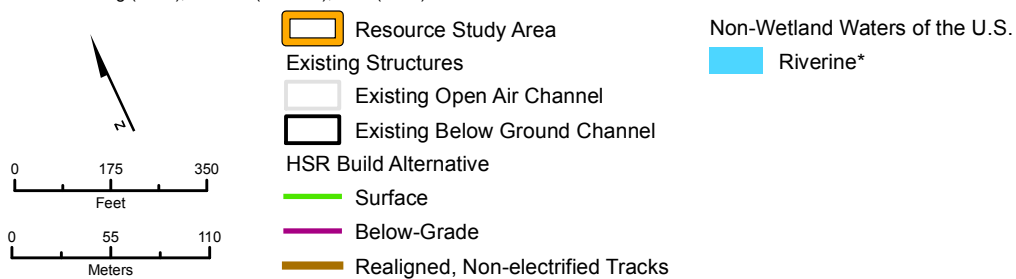 Resource Study Area
Existing Structures
Existing Open Air Channel
Existing Below Ground Channel
HSR Build Alternative
Surface
Below-Grade
Realigned, Non-electrified Tracks
Non-Wetland Waters of the U.S.
Riverine*
N
0 175 350
Feet
0 55 110
Meters